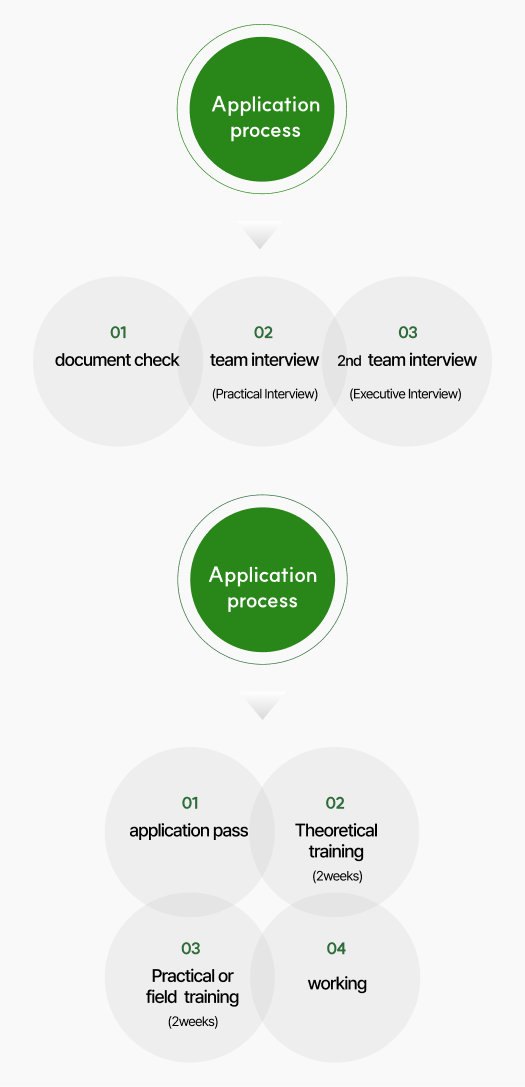 Application
process
01
document check
02
team interview
(Practical Interview)
03
2nd team interview
(Executive Interview)
Application
process
01
application pass
02
Theoretical
training
(2weeks)
03
Practical or
field training
(2weeks)
04
working